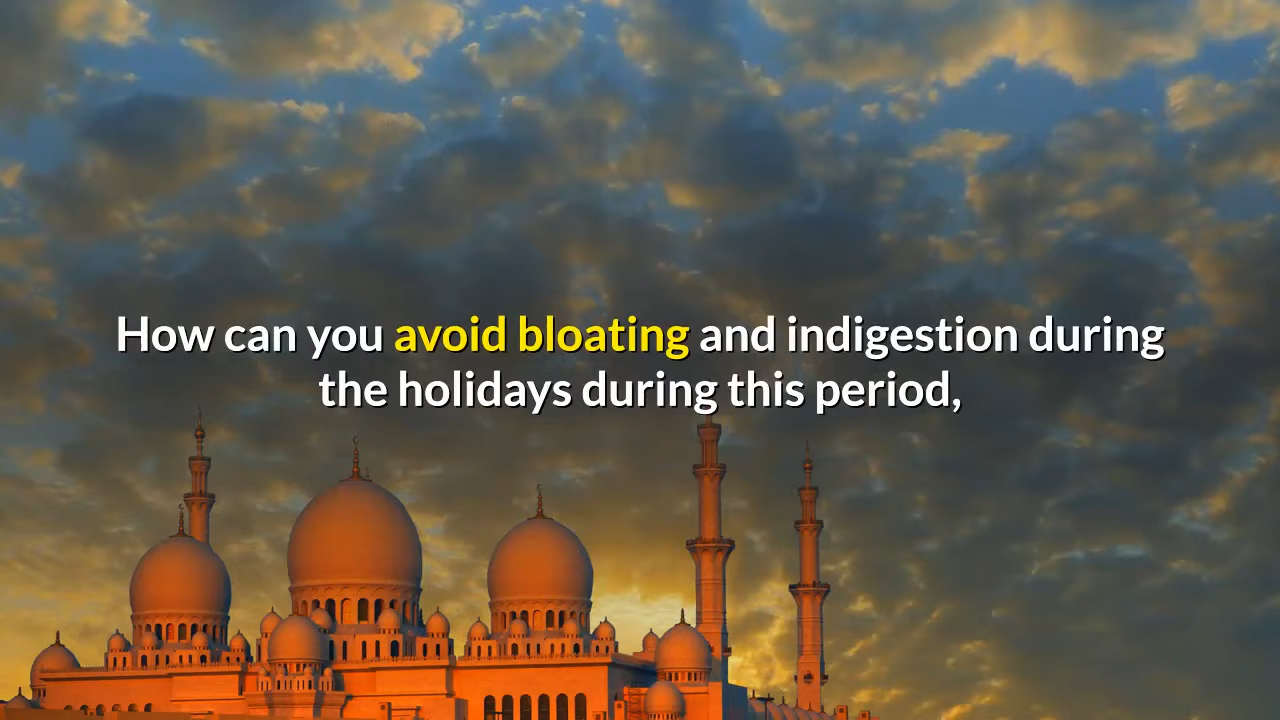 How can you avoid bloating and indigestion during
the holidays during this period,